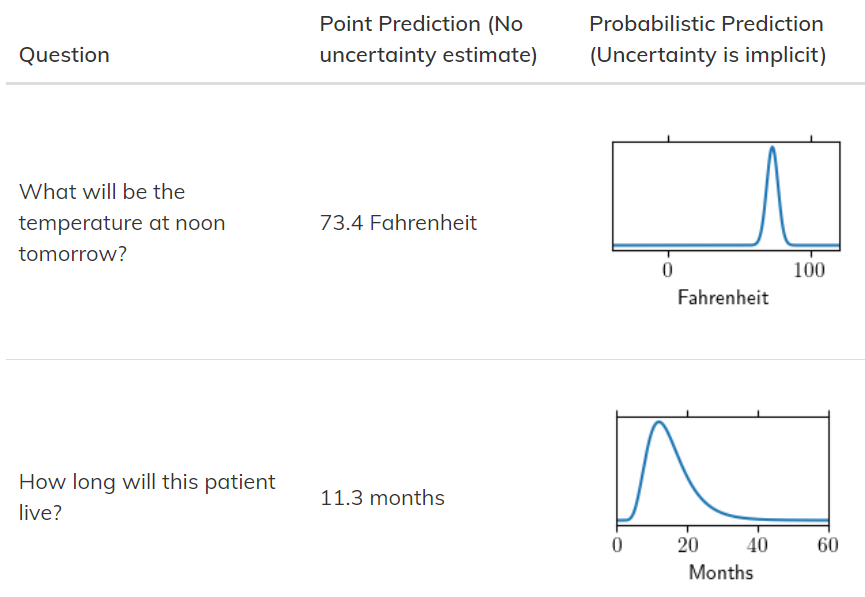 Question
Point Prediction (No
uncertainty estimate)
Probabilistic Prediction
(Uncertainty is implicit)
What will be the
temperature at noon
tomorrow?
73.4 Fahrenheit
0 100
Fahrenheit
How long will this patient
live?
11.3 months
0 20 40 60
Months